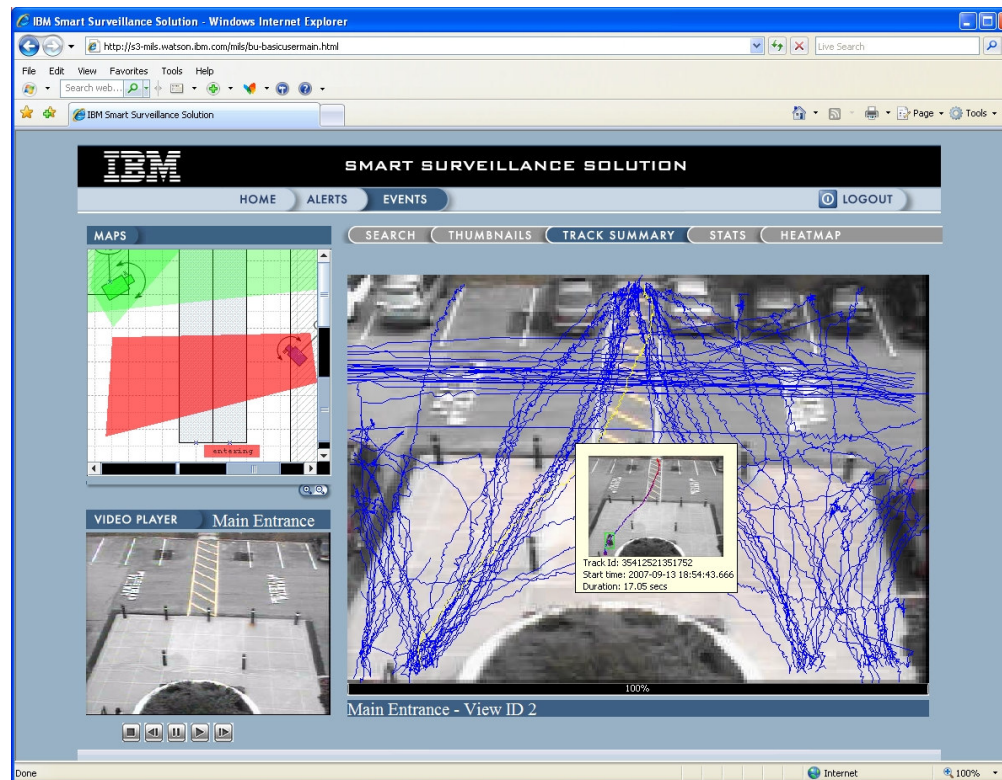 IBM Smart Surveillance Solution - Windows Internet Explorer
http://s3-mils.watson.ibm.com/mils/bu-basicusermain.html
Live Search
File Edit View Favorites Tools Help
Search web...
IBM Smart Surveillance Solution
Page Tools
IBM
SMART SURVEILLANCE SOLUTION
HOME ALERTS EVENTS LOGOUT
MAPS
SEARCH THUMBNAILS TRACK SUMMARY STATS HEATMAP
entering
VIDEO PLAYER Main Entrance
Track Id: 35412521351752
Start time: 2007-09-13 18:54:43.666
Duration: 17.05 secs
100%
Main Entrance - View ID 2
Done Internet 100%